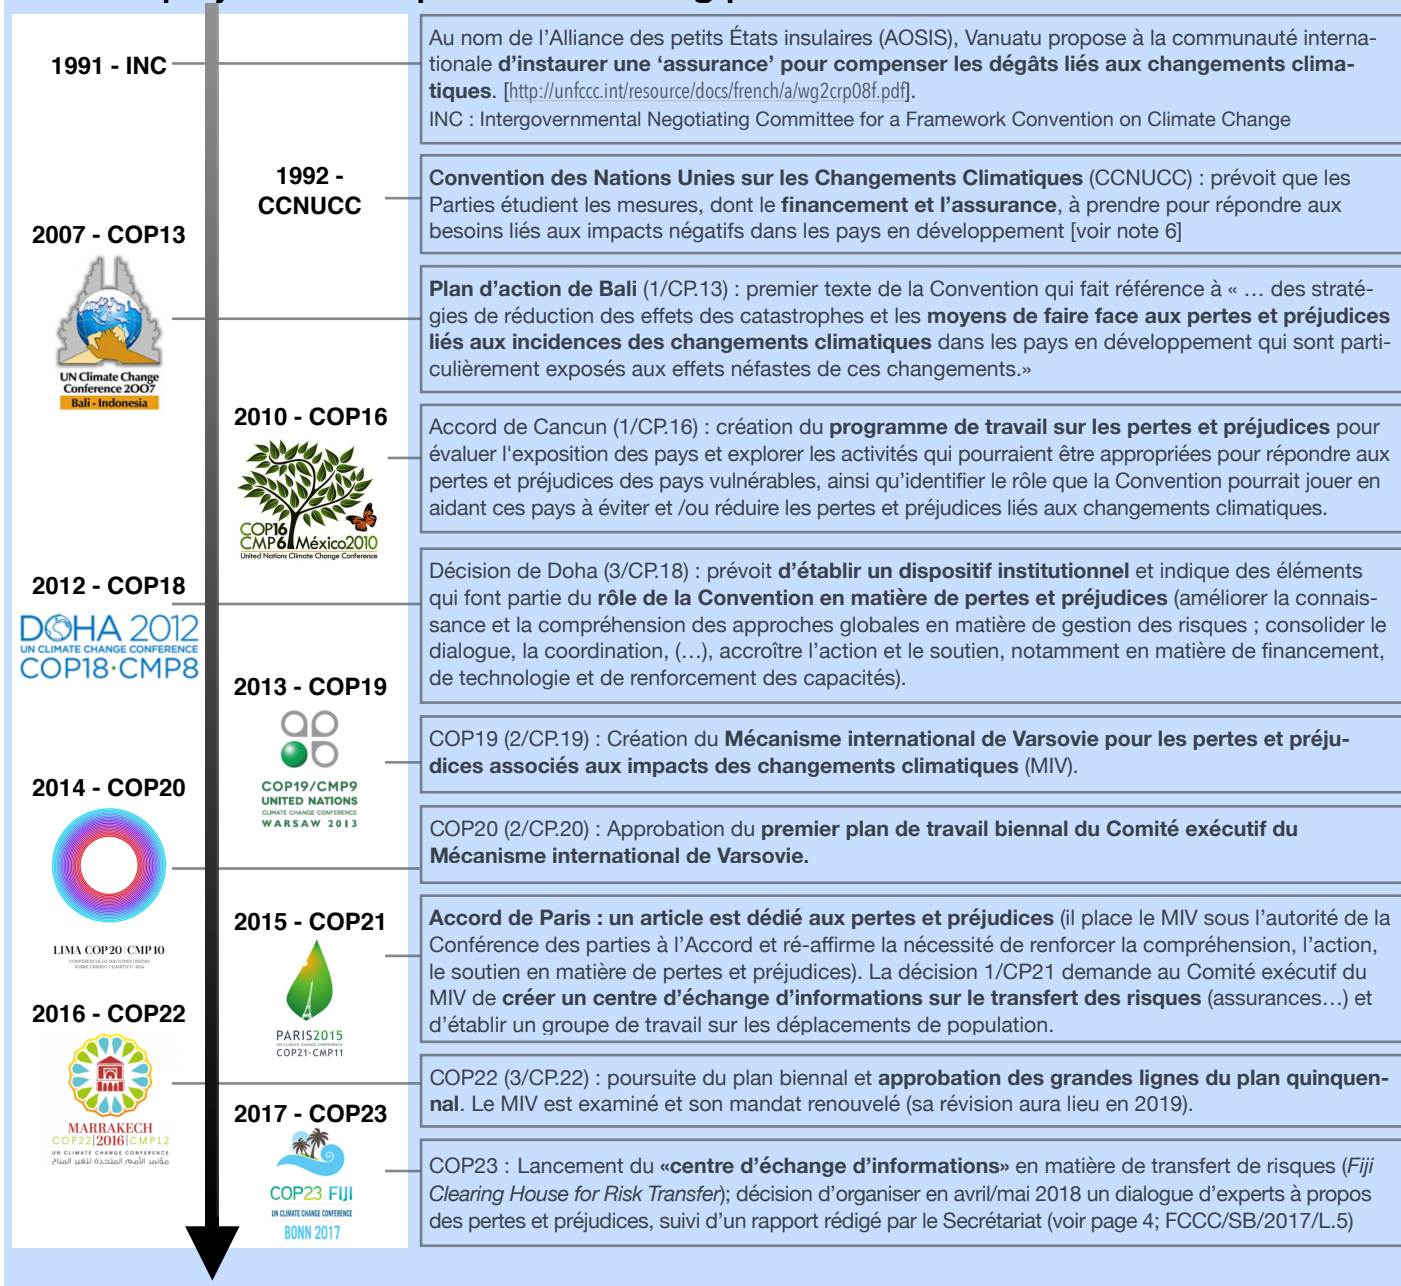 1991 - INC
Au nom de l’Alliance des petits États insulaires (AOSIS), Vanuatu propose à la communauté interna-
tionale d’instaurer une ‘assurance’ pour compenser les dégâts liés aux changements clima-
tiques. [http://unfccc.int/resource/docs/french/a/wg2crp08f.pdf].
INC : Intergovernmental Negotiating Committee for a Framework Convention on Climate Change
1992 -
CCNUCC
Convention des Nations Unies sur les Changements Climatiques (CCNUCC) : prévoit que les
Parties étudient les mesures, dont le financement et l’assurance, à prendre pour répondre aux
besoins liés aux impacts négatifs dans les pays en développement [voir note 6]
2007 - COP13
UN Climate Change
Conference 2007
Bali - Indonesia
Plan d’action de Bali (1/CP.13) : premier texte de la Convention qui fait référence à « … des straté-
gies de réduction des effets des catastrophes et les moyens de faire face aux pertes et préjudices
liés aux incidences des changements climatiques dans les pays en développement qui sont parti-
culièrement exposés aux effets néfastes de ces changements.»
2010 - COP16
COP16
CMP6 México2010
United Nations Climate Change Conference
Accord de Cancun (1/CP.16) : création du programme de travail sur les pertes et préjudices pour
évaluer l'exposition des pays et explorer les activités qui pourraient être appropriées pour répondre aux
pertes et préjudices des pays vulnérables, ainsi qu’identifier le rôle que la Convention pourrait jouer en
aidant ces pays à éviter et /ou réduire les pertes et préjudices liés aux changements climatiques.
2012 - COP18
DOHA 2012
UN CLIMATE CHANGE CONFERENCE
COP18·CMP8
Décision de Doha (3/CP.18) : prévoit d’établir un dispositif institutionnel et indique des éléments
qui font partie du rôle de la Convention en matière de pertes et préjudices (améliorer la connais-
sance et la compréhension des approches globales en matière de gestion des risques ; consolider le
dialogue, la coordination, (…), accroître l’action et le soutien, notamment en matière de financement,
de technologie et de renforcement des capacités).
2013 - COP19
COP19/CMP9
UNITED NATIONS
CLIMATE CHANGE CONFERENCE
WARSAW 2013
COP19 (2/CP.19) : Création du Mécanisme international de Varsovie pour les pertes et préju-
dices associés aux impacts des changements climatiques (MIV).
2014 - COP20
LIMA COP20 | CMP10
CONFERENCIA DE NACIONES UNIDAS
SOBRE CAMBIO CLIMÁTICO 2014
COP20 (2/CP.20) : Approbation du premier plan de travail biennal du Comité exécutif du
Mécanisme international de Varsovie.
2015 - COP21
PARIS2015
UN CLIMATE CHANGE CONFERENCE
COP21·CMP11
Accord de Paris : un article est dédié aux pertes et préjudices (il place le MIV sous l’autorité de la
Conférence des parties à l’Accord et ré-affirme la nécessité de renforcer la compréhension, l’action,
le soutien en matière de pertes et préjudices). La décision 1/CP21 demande au Comité exécutif du
MIV de créer un centre d’échange d’informations sur le transfert des risques (assurances…) et
d’établir un groupe de travail sur les déplacements de population.
2016 - COP22
MARRAKECH
COP22|2016|CMP12
UN CLIMATE CHANGE CONFERENCE
مؤتمر الأمم المتحدة لتغير المناخ
COP22 (3/CP.22) : poursuite du plan biennal et approbation des grandes lignes du plan quinquen-
nal. Le MIV est examiné et son mandat renouvelé (sa révision aura lieu en 2019).
2017 - COP23
COP23 FIJI
UN CLIMATE CHANGE CONFERENCE
BONN 2017
COP23 : Lancement du «centre d’échange d’informations» en matière de transfert de risques (Fiji
Clearing House for Risk Transfer); décision d’organiser en avril/mai 2018 un dialogue d’experts à propos
des pertes et préjudices, suivi d’un rapport rédigé par le Secrétariat (voir page 4; FCCC/SB/2017/L.5)